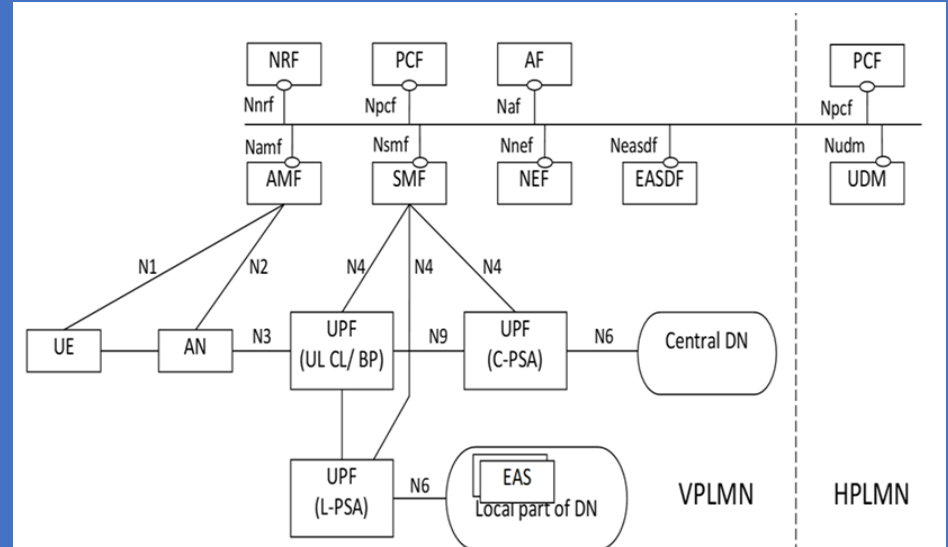 NRF
PCF
AF
PCF
Nnrf
Npcf
Naf
Npcf
Namf
Nsmf
Nnef
Neasdf
Nudm
AMF
SMF
NEF
EASDF
UDM
N1
N2
N4
N4
N4
UE
AN
N3
UPF
(UL CL/ BP)
N9
UPF
(C-PSA)
N6
Central DN
UPF
(L-PSA)
N6
EAS
Local part of DN
VPLMN
HPLMN